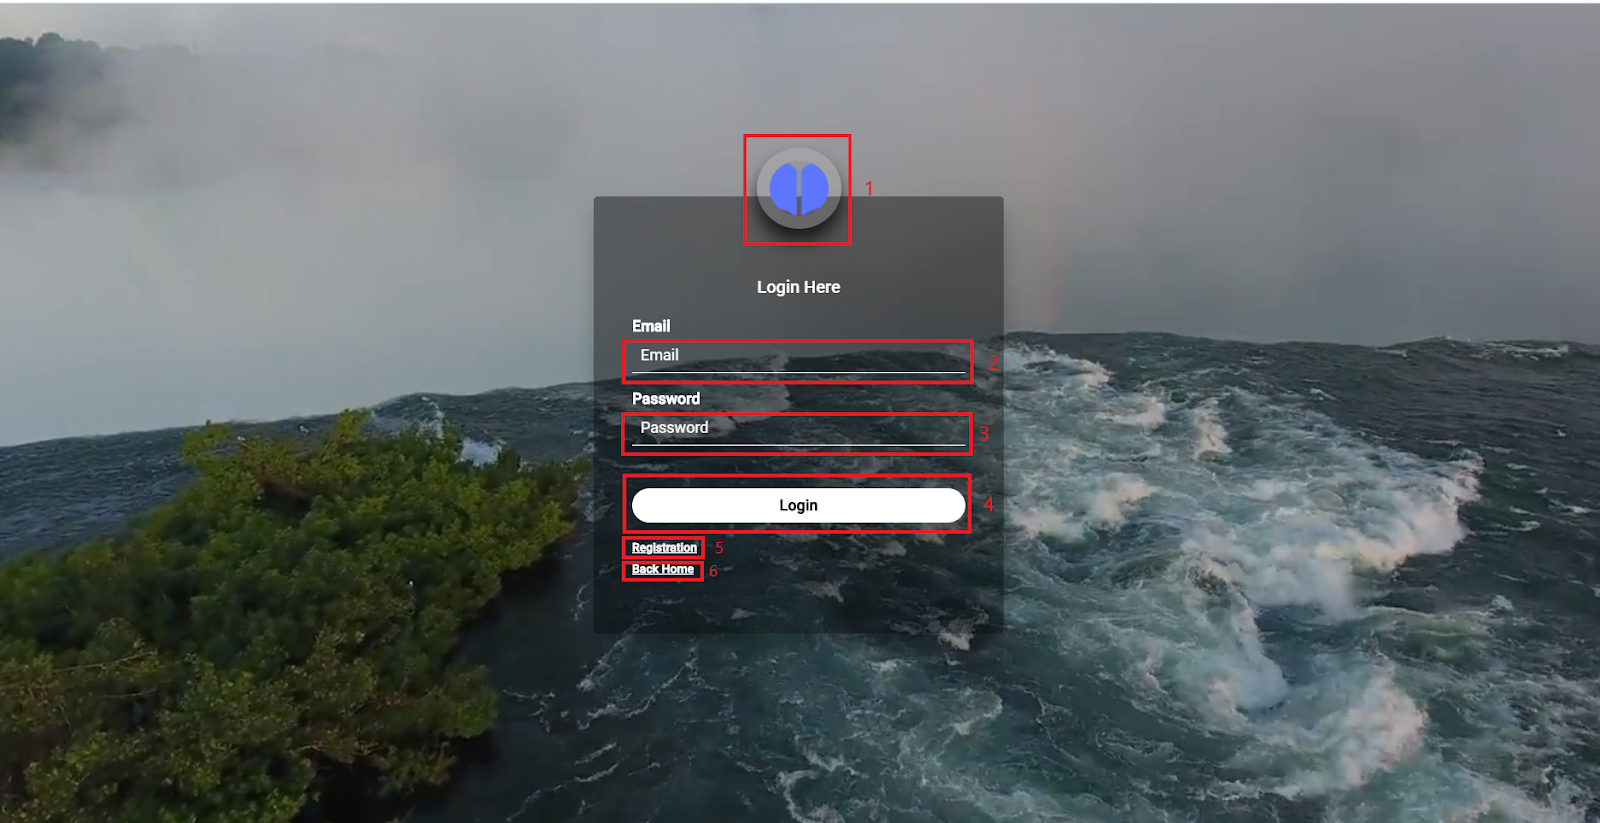 1
Login Here
Email
Email
2
Password
Password
3
Login
4
Registration
5
Back Home
6